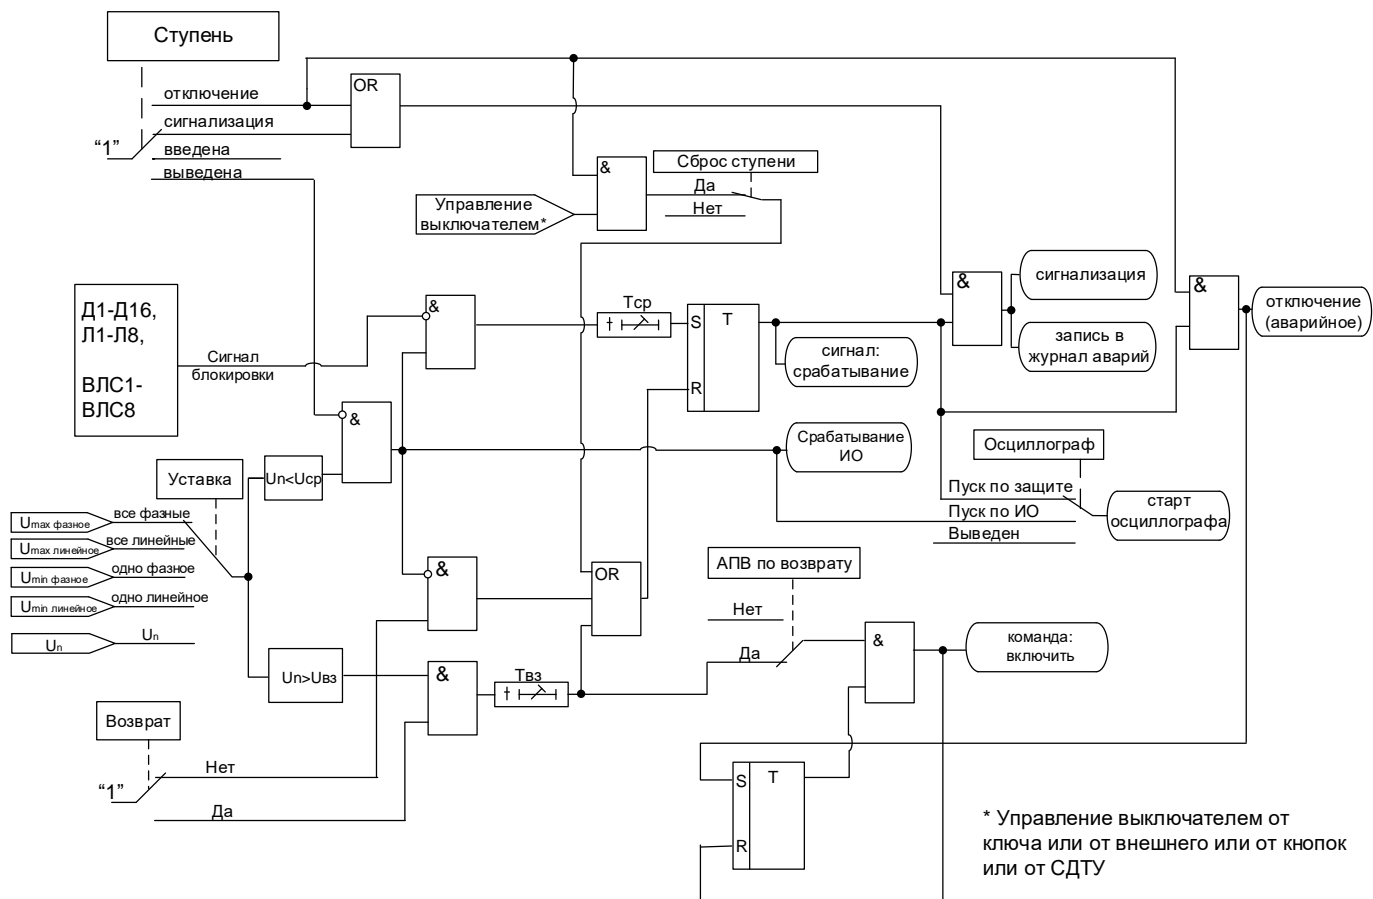 Ступень
OR
отключение
сигнализация
“1”
введена
выведена
&
Сброс ступени
Да
Нет
Управление
выключателем*
Д1-Д16,
Л1-Л8,
ВЛС1-
ВЛС8
Сигнал
блокировки
&
Тср
S
T
R
&
сигнализация
запись в
журнал аварий
&
отключение
(аварийное)
сигнал:
срабатывание
&
Срабатывание
ИО
Осциллограф
Пуск по защите
Пуск по ИО
Выведен
старт
осциллографа
Уставка
Un<Uср
Umax фазное
все фазные
Umax линейное
все линейные
Umin фазное
одно фазное
Umin линейное
одно линейное
Un
Un
&
OR
АПВ по возврату
Нет
Да
&
команда:
включить
Un>Uвз
&
Твз
Возврат
“1”
Нет
Да
S
T
R
* Управление выключателем от
ключа или от внешнего или от кнопок
или от СДТУ